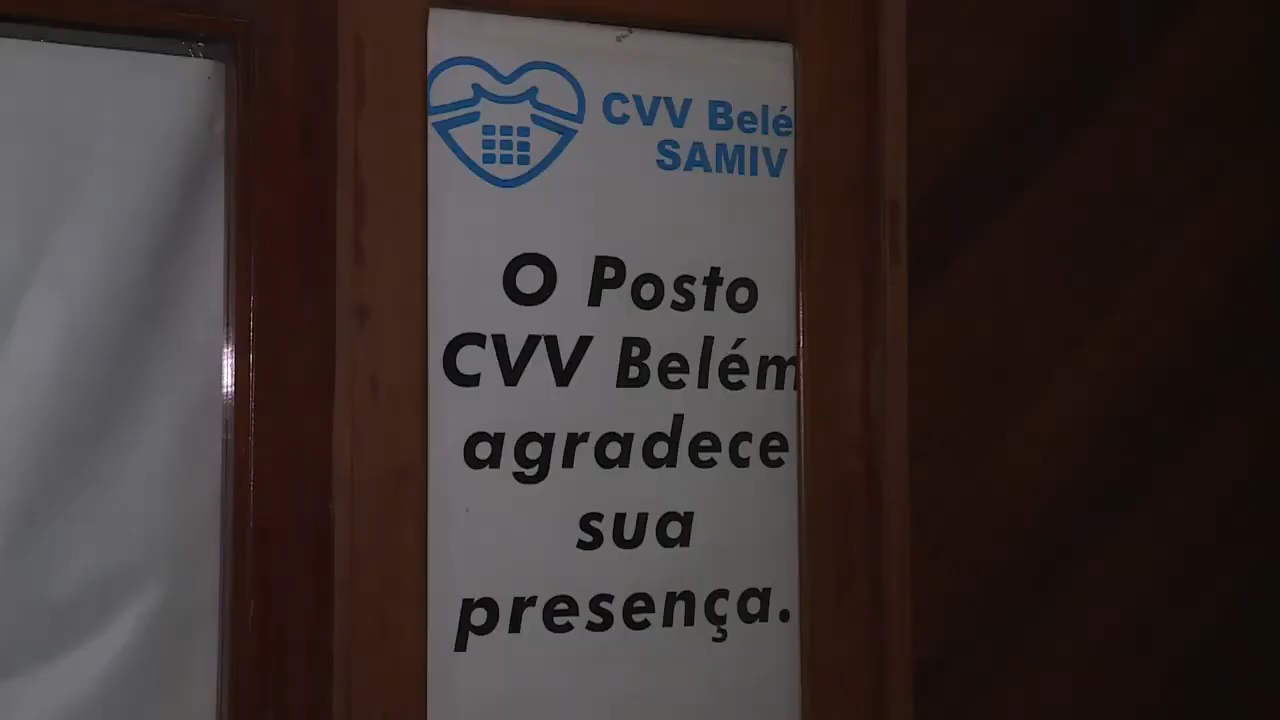 CVV Belé
SAMIV
O Posto
CVV Belém
agradece
sua
presença.